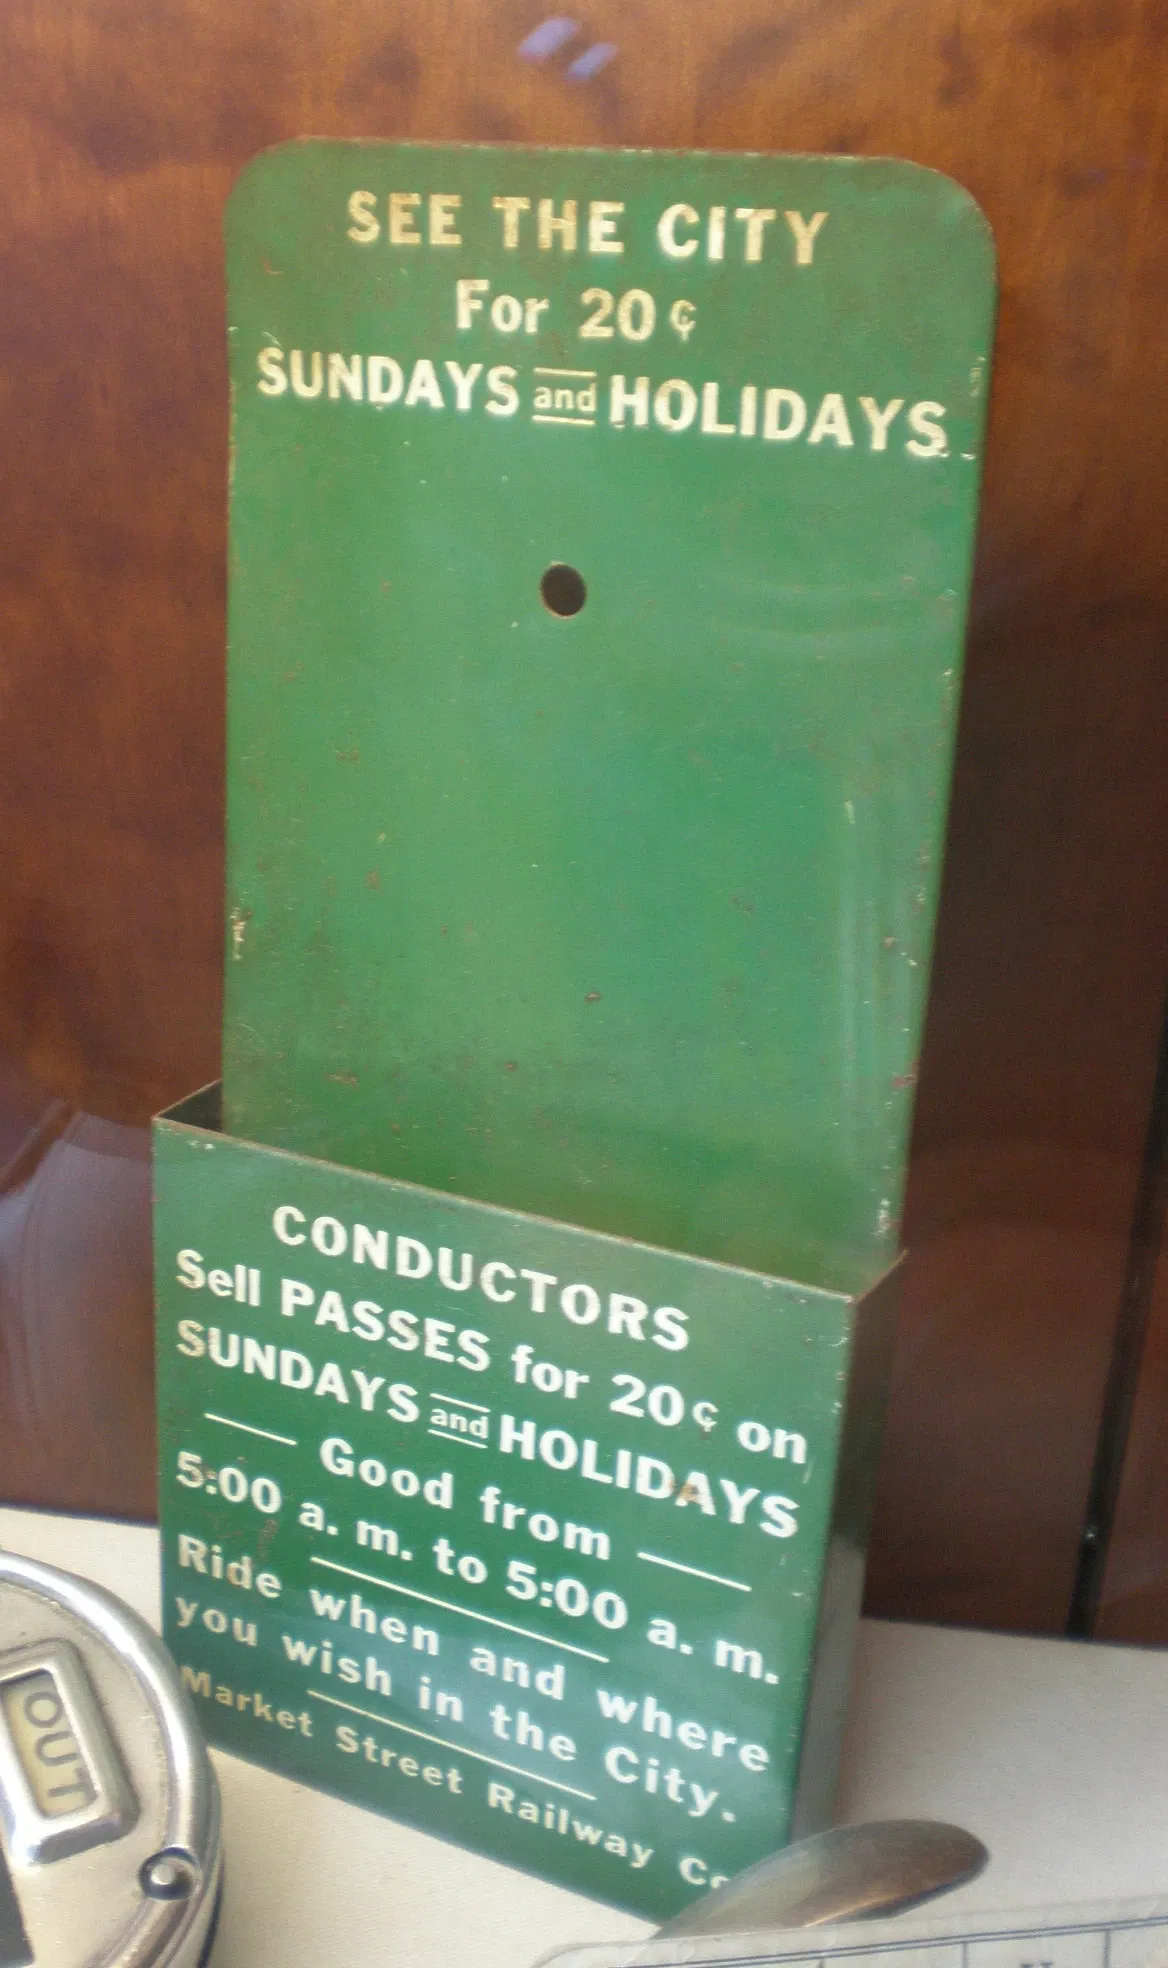 SEE THE CITY
For 20¢
SUNDAYS and HOLIDAYS
CONDUCTORS
Sell PASSES for 20¢ on
SUNDAYS and HOLIDAYS
Good from
5:00 a. m. to 5:00 a. m.
Ride when and where
you wish in the City.
Market Street Railway Co
OUT